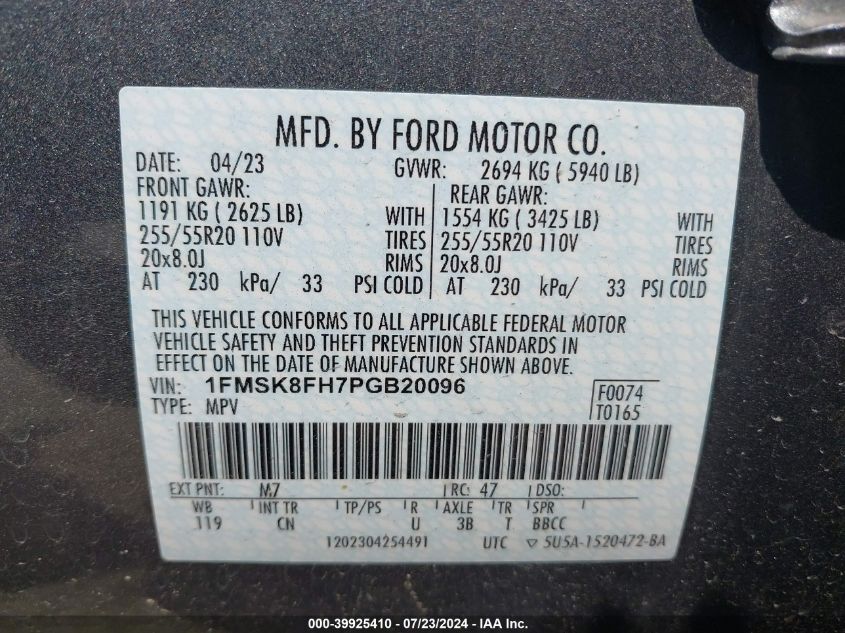 MFD. BY FORD MOTOR CO.
DATE: 04/23 GVWR: 2694 KG ( 5940 LB)
FRONT GAWR: REAR GAWR:
1191 KG ( 2625 LB) WITH 1554 KG ( 3425 LB) WITH
255/55R20 110V TIRES 255/55R20 110V TIRES
20x8.0J RIMS 20x8.0J RIMS
AT 230 kPa/ 33 PSI COLD AT 230 kPa/ 33 PSI COLD
THIS VEHICLE CONFORMS TO ALL APPLICABLE FEDERAL MOTOR
VEHICLE SAFETY AND THEFT PREVENTION STANDARDS IN
EFFECT ON THE DATE OF MANUFACTURE SHOWN ABOVE.
VIN: 1FMSK8FH7PGB20096 F0074
TYPE: MPV T0165
EXT PNT: M7 RC: 47 DSO:
WB INT TR TP/PS R AXLE TR SPR
119 CN U 3B T BBCC
1202304254491 UTC ▽ 5U5A-1520472-BA
000-39925410 / 07/23/2024 - IAA Inc.